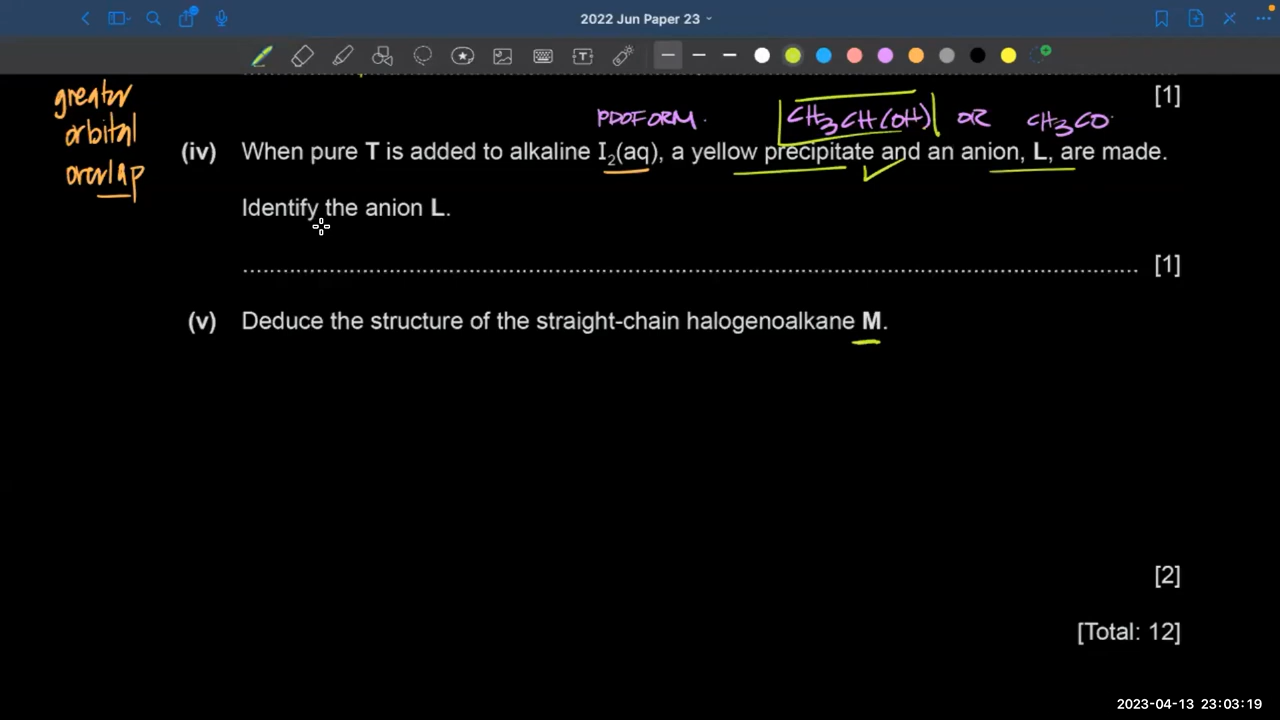 2022 Jun Paper 23
greater
orbital
overlap
[1]
PDOFORM. CH3CH(OH) OR CH3CO
(iv) When pure T is added to alkaline I2(aq), a yellow precipitate and an anion, L, are made.
Identify the anion L.
[1]
(v) Deduce the structure of the straight-chain halogenoalkane M.
[2]
[Total: 12]
2023-04-13 23:03:19